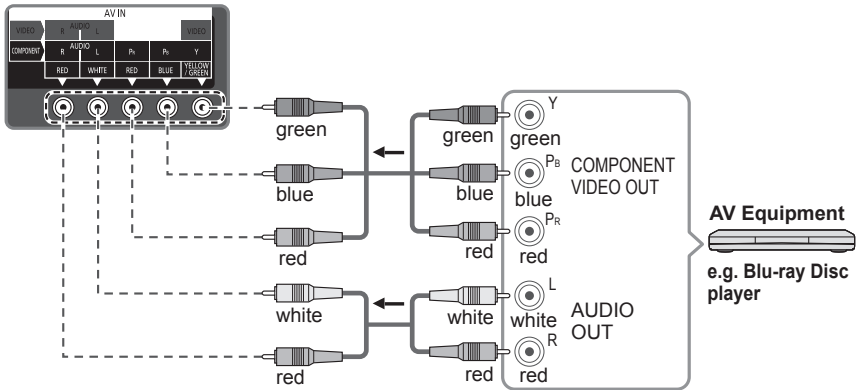 AV IN
VIDEO R AUDIO L VIDEO
COMPONENT R AUDIO L PR PB Y
RED WHITE RED BLUE YELLOW / GREEN
green green green Y
blue blue blue PB
COMPONENT
VIDEO OUT
red red red PR
white white white L
AUDIO
OUT
red red red R
AV Equipment
e.g. Blu-ray Disc
player